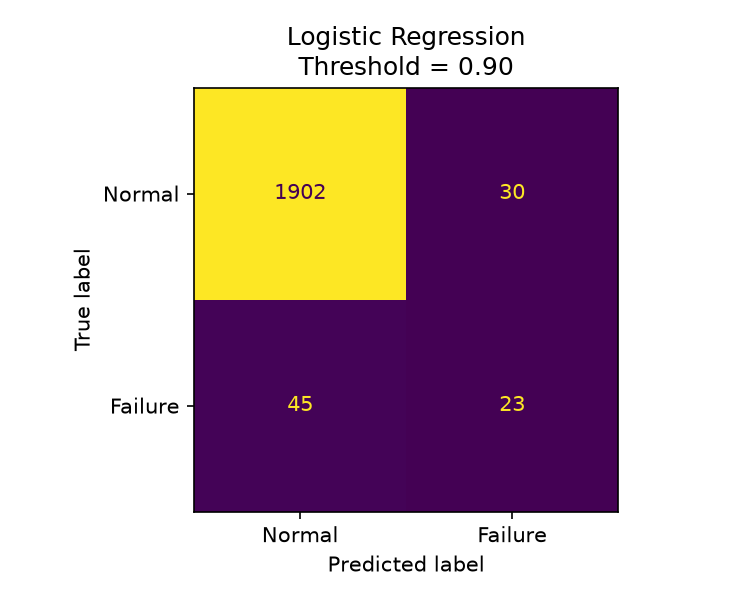 Logistic Regression
Threshold = 0.90
True label
Normal
1902
30
Failure
45
23
Normal
Failure
Predicted label